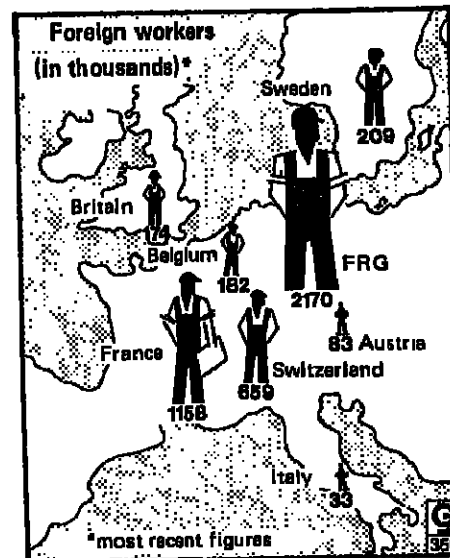 Foreign workers
(in thousands)*
Sweden
209
Britain
174
Belgium
182
FRG
2170
France
1158
Switzerland
659
83 Austria
Italy
33
*most recent figures
G
35